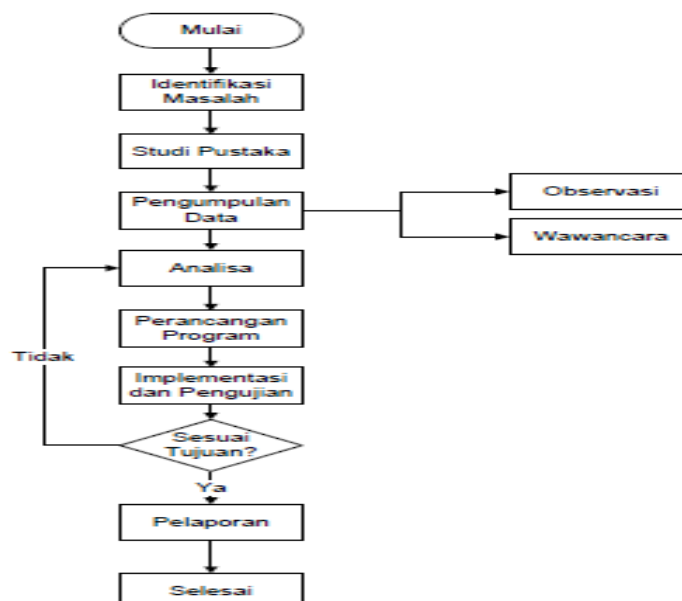 Mulai
Identifikasi
Masalah
Studi Pustaka
Pengumpulan
Data
Observasi
Wawancara
Analisa
Perancangan
Program
Tidak
Implementasi
dan Pengujian
Sesuai
Tujuan?
Ya
Pelaporan
Selesai